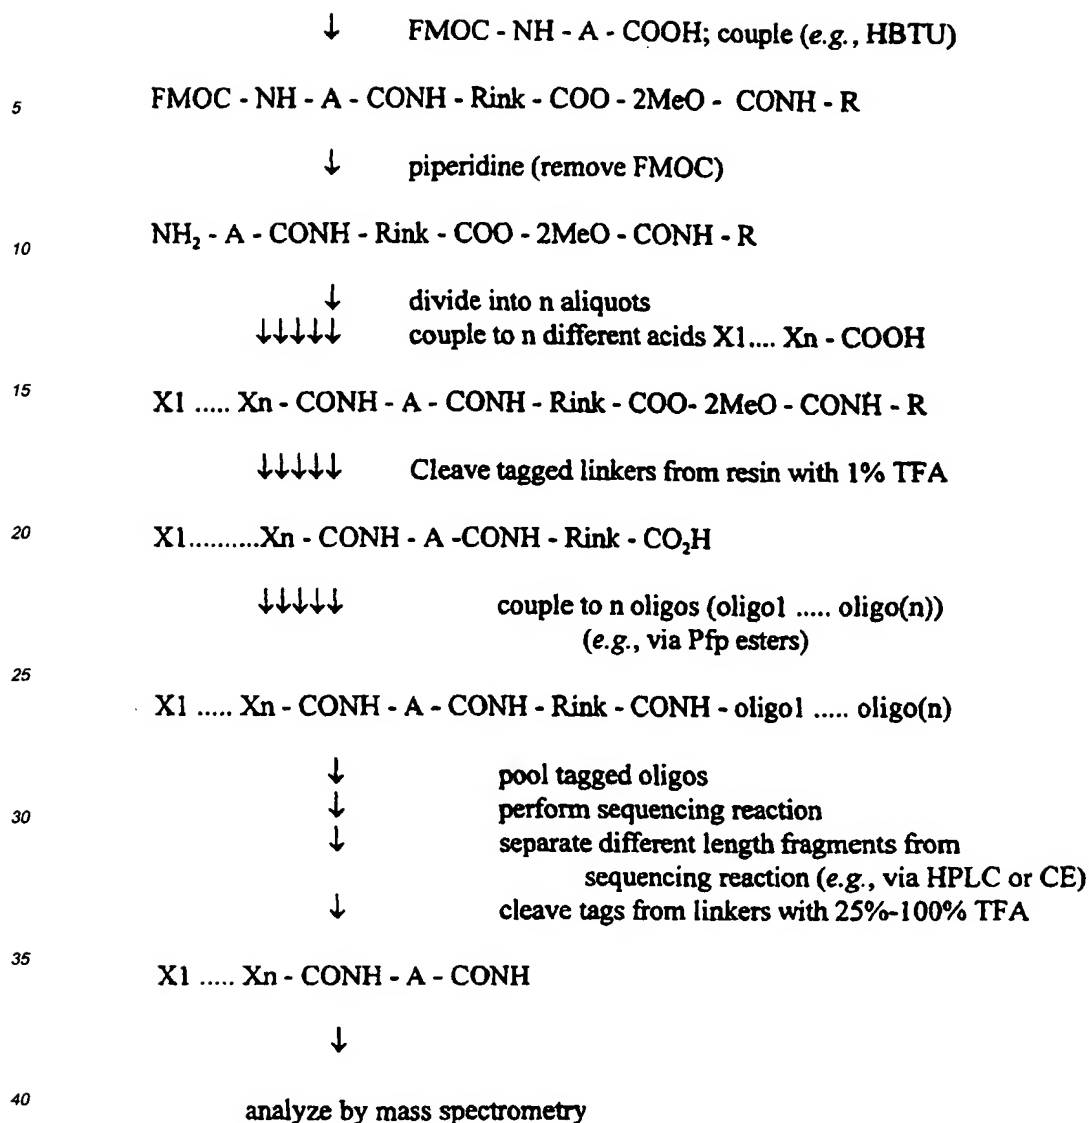 ↓ FMOC - NH - A - COOH; couple (e.g., HBTU)
5 FMOC - NH - A - CONH - Rink - COO - 2MeO - CONH - R
↓ piperidine (remove FMOC)
10 NH₂ - A - CONH - Rink - COO - 2MeO - CONH - R
↓ divide into n aliquots
↓↓↓↓↓ couple to n different acids X1.... Xn - COOH
15 X1 ..... Xn - CONH - A - CONH - Rink - COO- 2MeO - CONH - R
↓↓↓↓↓ Cleave tagged linkers from resin with 1% TFA
20 X1..........Xn - CONH - A -CONH - Rink - CO₂H
↓↓↓↓↓ couple to n oligos (oligo1 ..... oligo(n))
(e.g., via Pfp esters)
25
X1 ..... Xn - CONH - A - CONH - Rink - CONH - oligo1 ..... oligo(n)
↓ pool tagged oligos
30 ↓ perform sequencing reaction
↓ separate different length fragments from
sequencing reaction (e.g., via HPLC or CE)
↓ cleave tags from linkers with 25%-100% TFA
35
X1 ..... Xn - CONH - A - CONH
↓
40 analyze by mass spectrometry